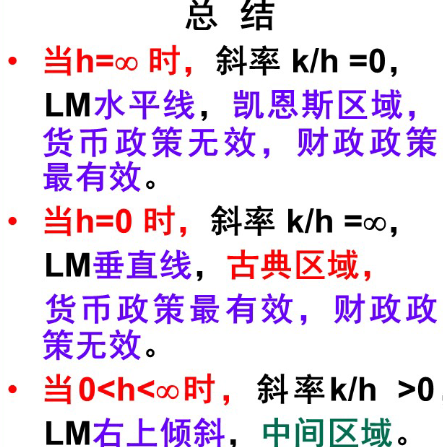 总 结
• 当h=∞ 时，斜率 k/h =0，
LM水平线，凯恩斯区域，
货币政策无效，财政政策
最有效。
• 当h=0 时，斜率 k/h =∞，
LM垂直线，古典区域，
货币政策最有效，财政政
策无效。
• 当0<h<∞时，斜率k/h >0.
LM右上倾斜，中间区域。